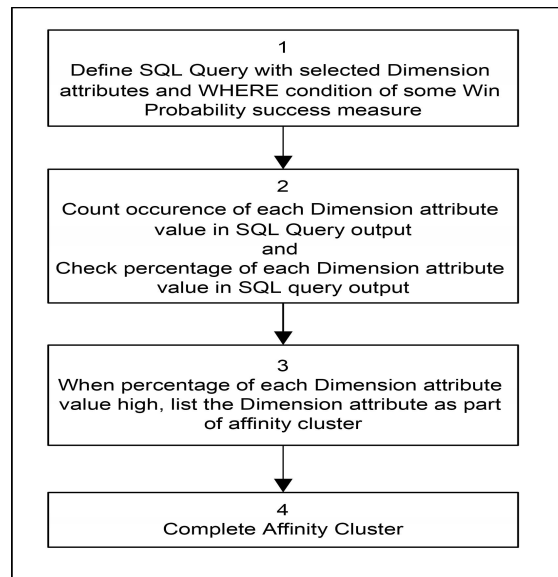 1
Define SQL Query with selected Dimension
attributes and WHERE condition of some Win
Probability success measure
2
Count occurence of each Dimension attribute
value in SQL Query output
and
Check percentage of each Dimension attribute
value in SQL query output
3
When percentage of each Dimension attribute
value high, list the Dimension attribute as part
of affinity cluster
4
Complete Affinity Cluster